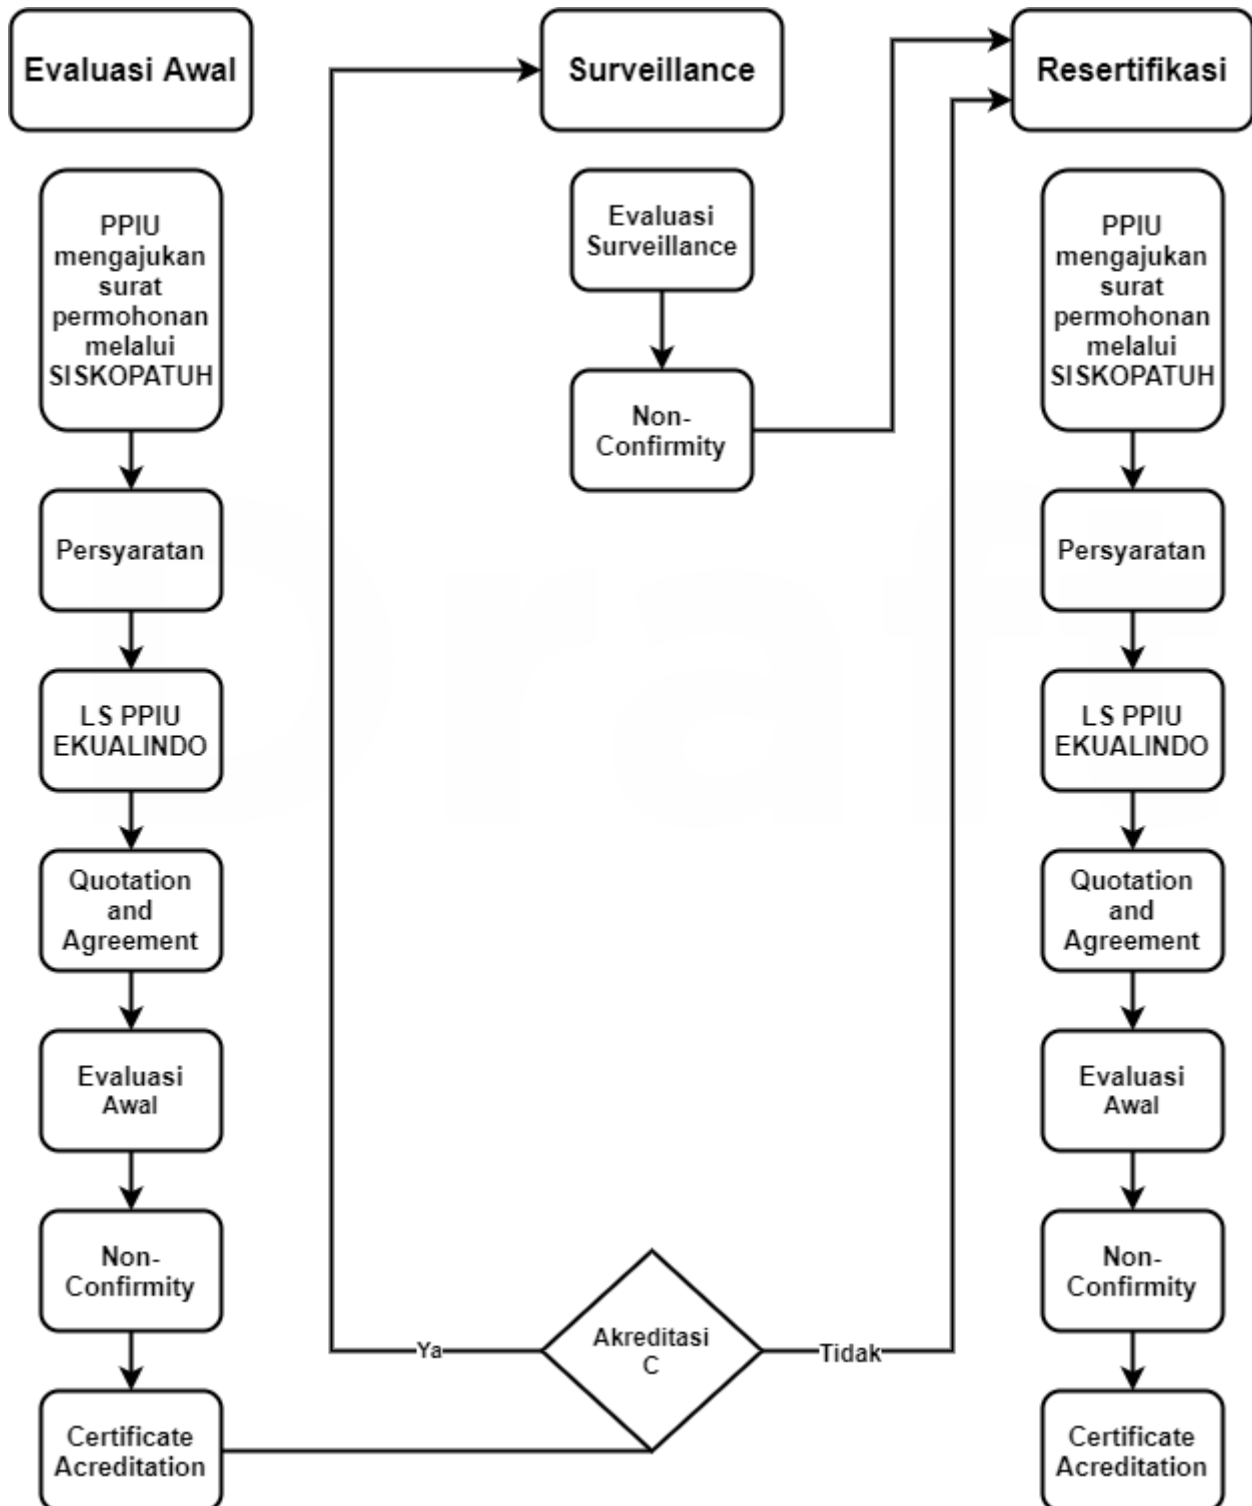 Evaluasi Awal
PPIU
mengajukan
surat
permohonan
melalui
SISKOPATUH
Persyaratan
LS PPIU
EKUALINDO
Quotation
and
Agreement
Evaluasi
Awal
Non-
Confirmity
Certificate
Acreditation
Surveillance
Evaluasi
Surveillance
Non-
Confirmity
Akreditasi
C
Ya
Tidak
Resertifikasi
PPIU
mengajukan
surat
permohonan
melalui
SISKOPATUH
Persyaratan
LS PPIU
EKUALINDO
Quotation
and
Agreement
Evaluasi
Awal
Non-
Confirmity
Certificate
Acreditation